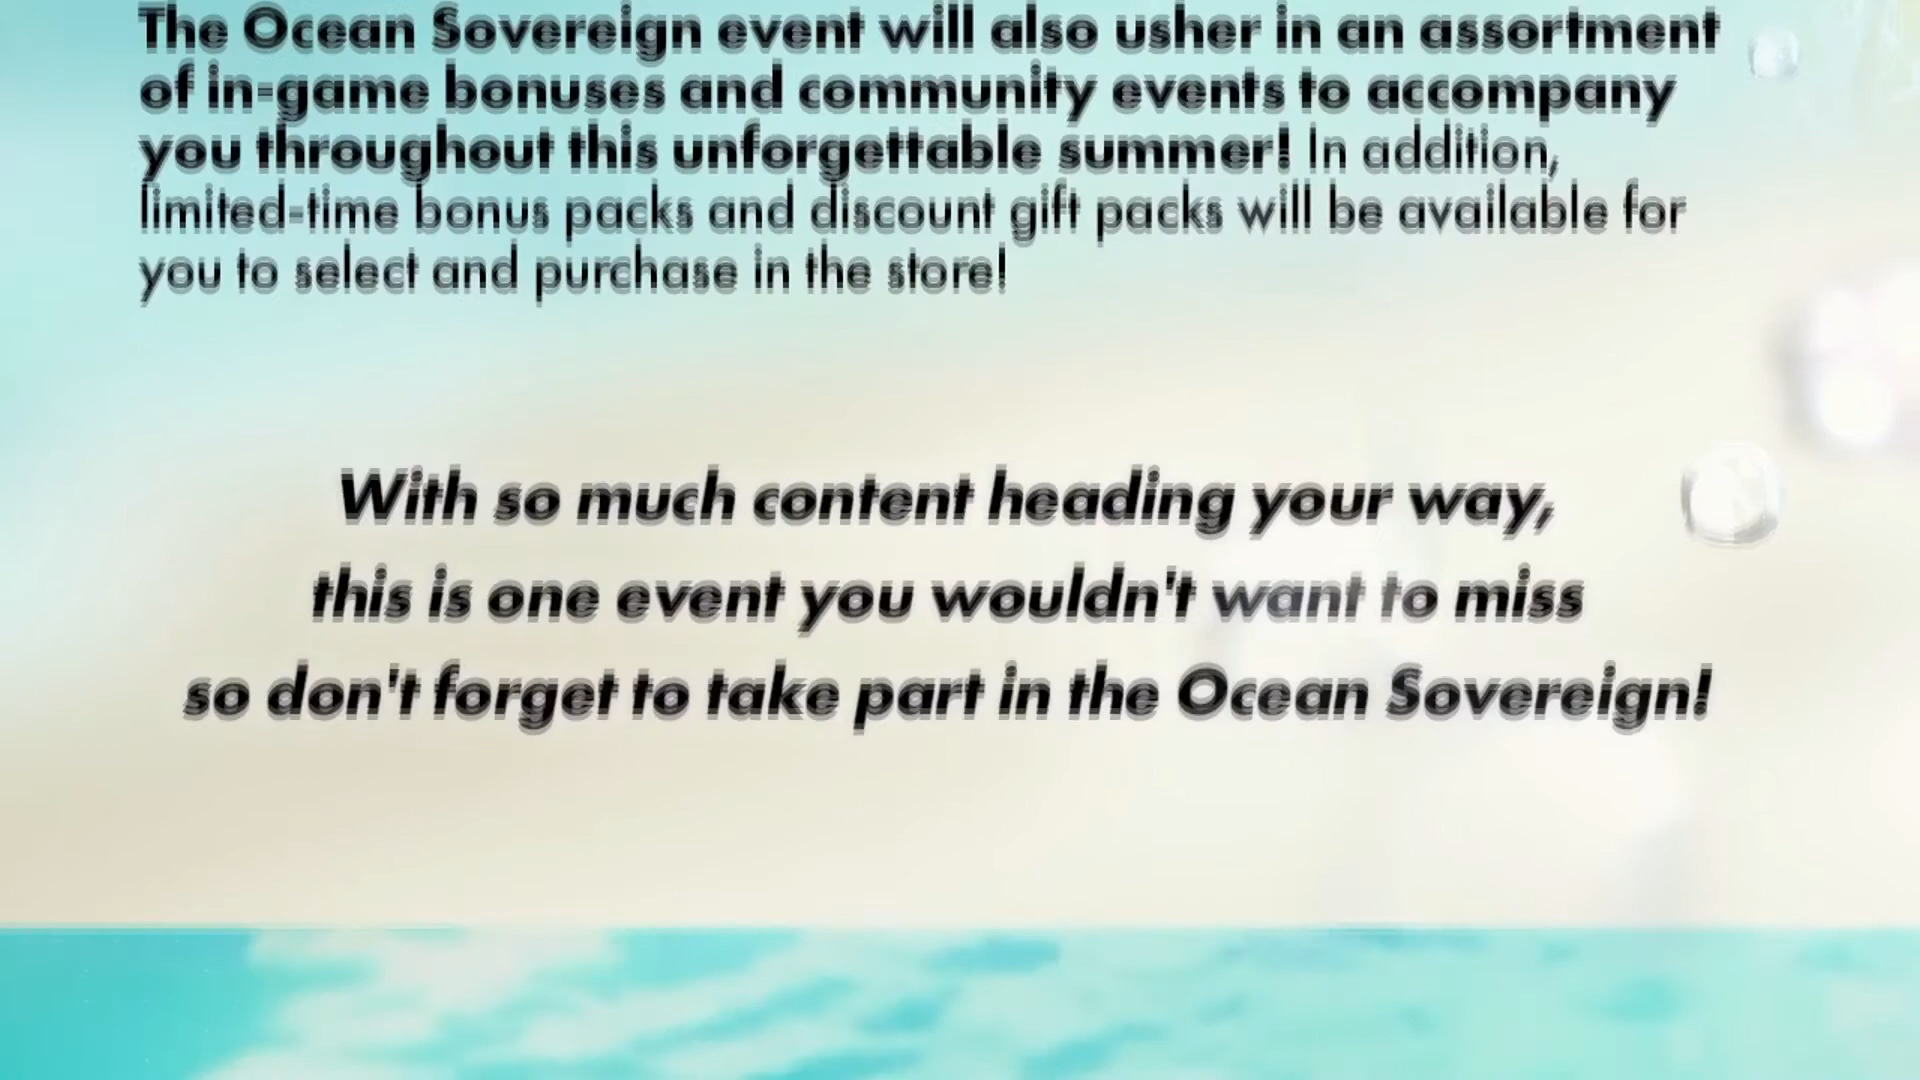 The Ocean Sovereign event will also usher in an assortment
of in-game bonuses and community events to accompany
you throughout this unforgettable summer! In addition,
limited-time bonus packs and discount gift packs will be available for
you to select and purchase in the store!
With so much content heading your way,
this is one event you wouldn't want to miss
so don't forget to take part in the Ocean Sovereign!